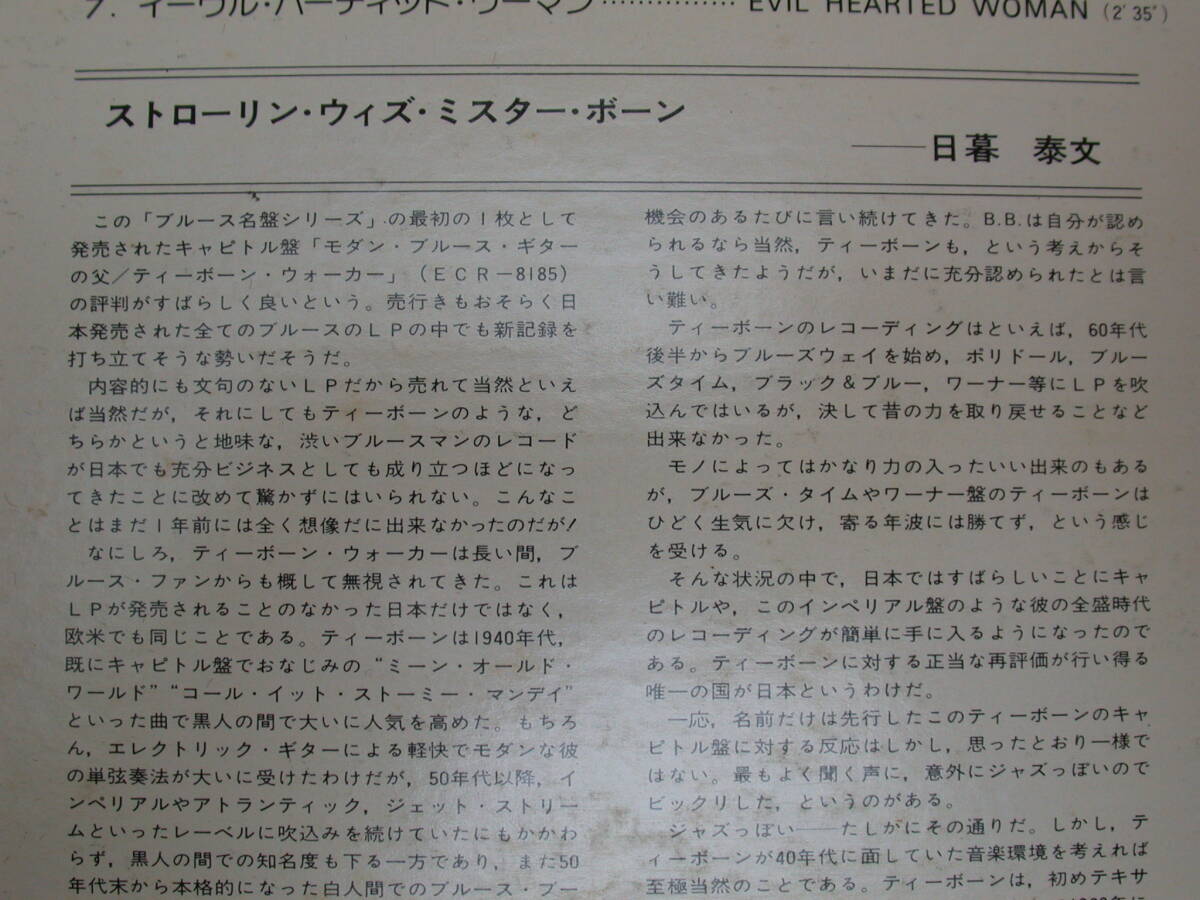 7. イーヴル・ハーティッド・ウーマン…………… EVIL HEARTED WOMAN (2′35″)
ストローリン・ウィズ・ミスター・ボーン
——日暮 泰文
この「ブルース名盤シリーズ」の最初の1枚として
発売されたキャピトル盤「モダン・ブルース・ギター
の父/ティーボーン・ウォーカー」(ECR−8185)
の評判がすばらしく良いという。売行きもおそらく日
本発売された全てのブルースのLPの中でも新記録を
打ち立てそうな勢いだそうだ。
内容的にも文句のないLPだから売れて当然といえ
ば当然だが，それにしてもティーボーンのような，ど
ちらかというと地味な，渋いブルースマンのレコード
が日本でも充分ビジネスとしても成り立つほどになっ
てきたことに改めて驚かずにはいられない。こんなこ
とはまだ1年前には全く想像だに出来なかったのだが!
なにしろ，ティーボーン・ウォーカーは長い間，ブ
ルース・ファンからも概して無視されてきた。これは
LPが発売されることのなかった日本だけではなく，
欧米でも同じことである。ティーボーンは1940年代，
既にキャピトル盤でおなじみの“ミーン・オールド・
ワールド”“コール・イット・ストーミー・マンデイ”
といった曲で黒人の間で大いに人気を高めた。もちろ
ん，エレクトリック・ギターによる軽快でモダンな彼
の単弦奏法が大いに受けたわけだが，50年代以降，イ
ンペリアルやアトランティック，ジェット・ストリー
ムといったレーベルに吹込みを続けていたにもかかわ
らず，黒人の間での知名度も下る一方であり，また50
年代末から本格的になった白人間でのブルース・ブー
機会のあるたびに言い続けてきた。B.B.は自分が認め
られるなら当然，ティーボーンも，という考えからそ
うしてきたようだが，いまだに充分認められたとは言
い難い。
ティーボーンのレコーディングはといえば，60年代
後半からブルーズウェイを始め，ポリドール，ブルー
ズタイム，ブラック&ブルー，ワーナー等にLPを吹
込んではいるが，決して昔の力を取り戻せることなど
出来なかった。
モノによってはかなり力の入ったいい出来のもある
が，ブルーズ・タイムやワーナー盤のティーボーンは
ひどく生気に欠け，寄る年波には勝てず，という感じ
を受ける。
そんな状況の中で，日本ではすばらしいことにキャ
ピトルや，このインペリアル盤のような彼の全盛時代
のレコーディングが簡単に手に入るようになったので
ある。ティーボーンに対する正当な再評価が行い得る
唯一の国が日本というわけだ。
一応，名前だけは先行したこのティーボーンのキャ
ピトル盤に対する反応はしかし，思ったとおり一様で
はない。最もよく聞く声に，意外にジャズっぽいので
ビックリした，というのがある。
ジャズっぽい——たしかにその通りだ。しかし，テ
ィーボーンが40年代に面していた音楽環境を考えれば
至極当然のことである。ティーボーンは，初めテキサ